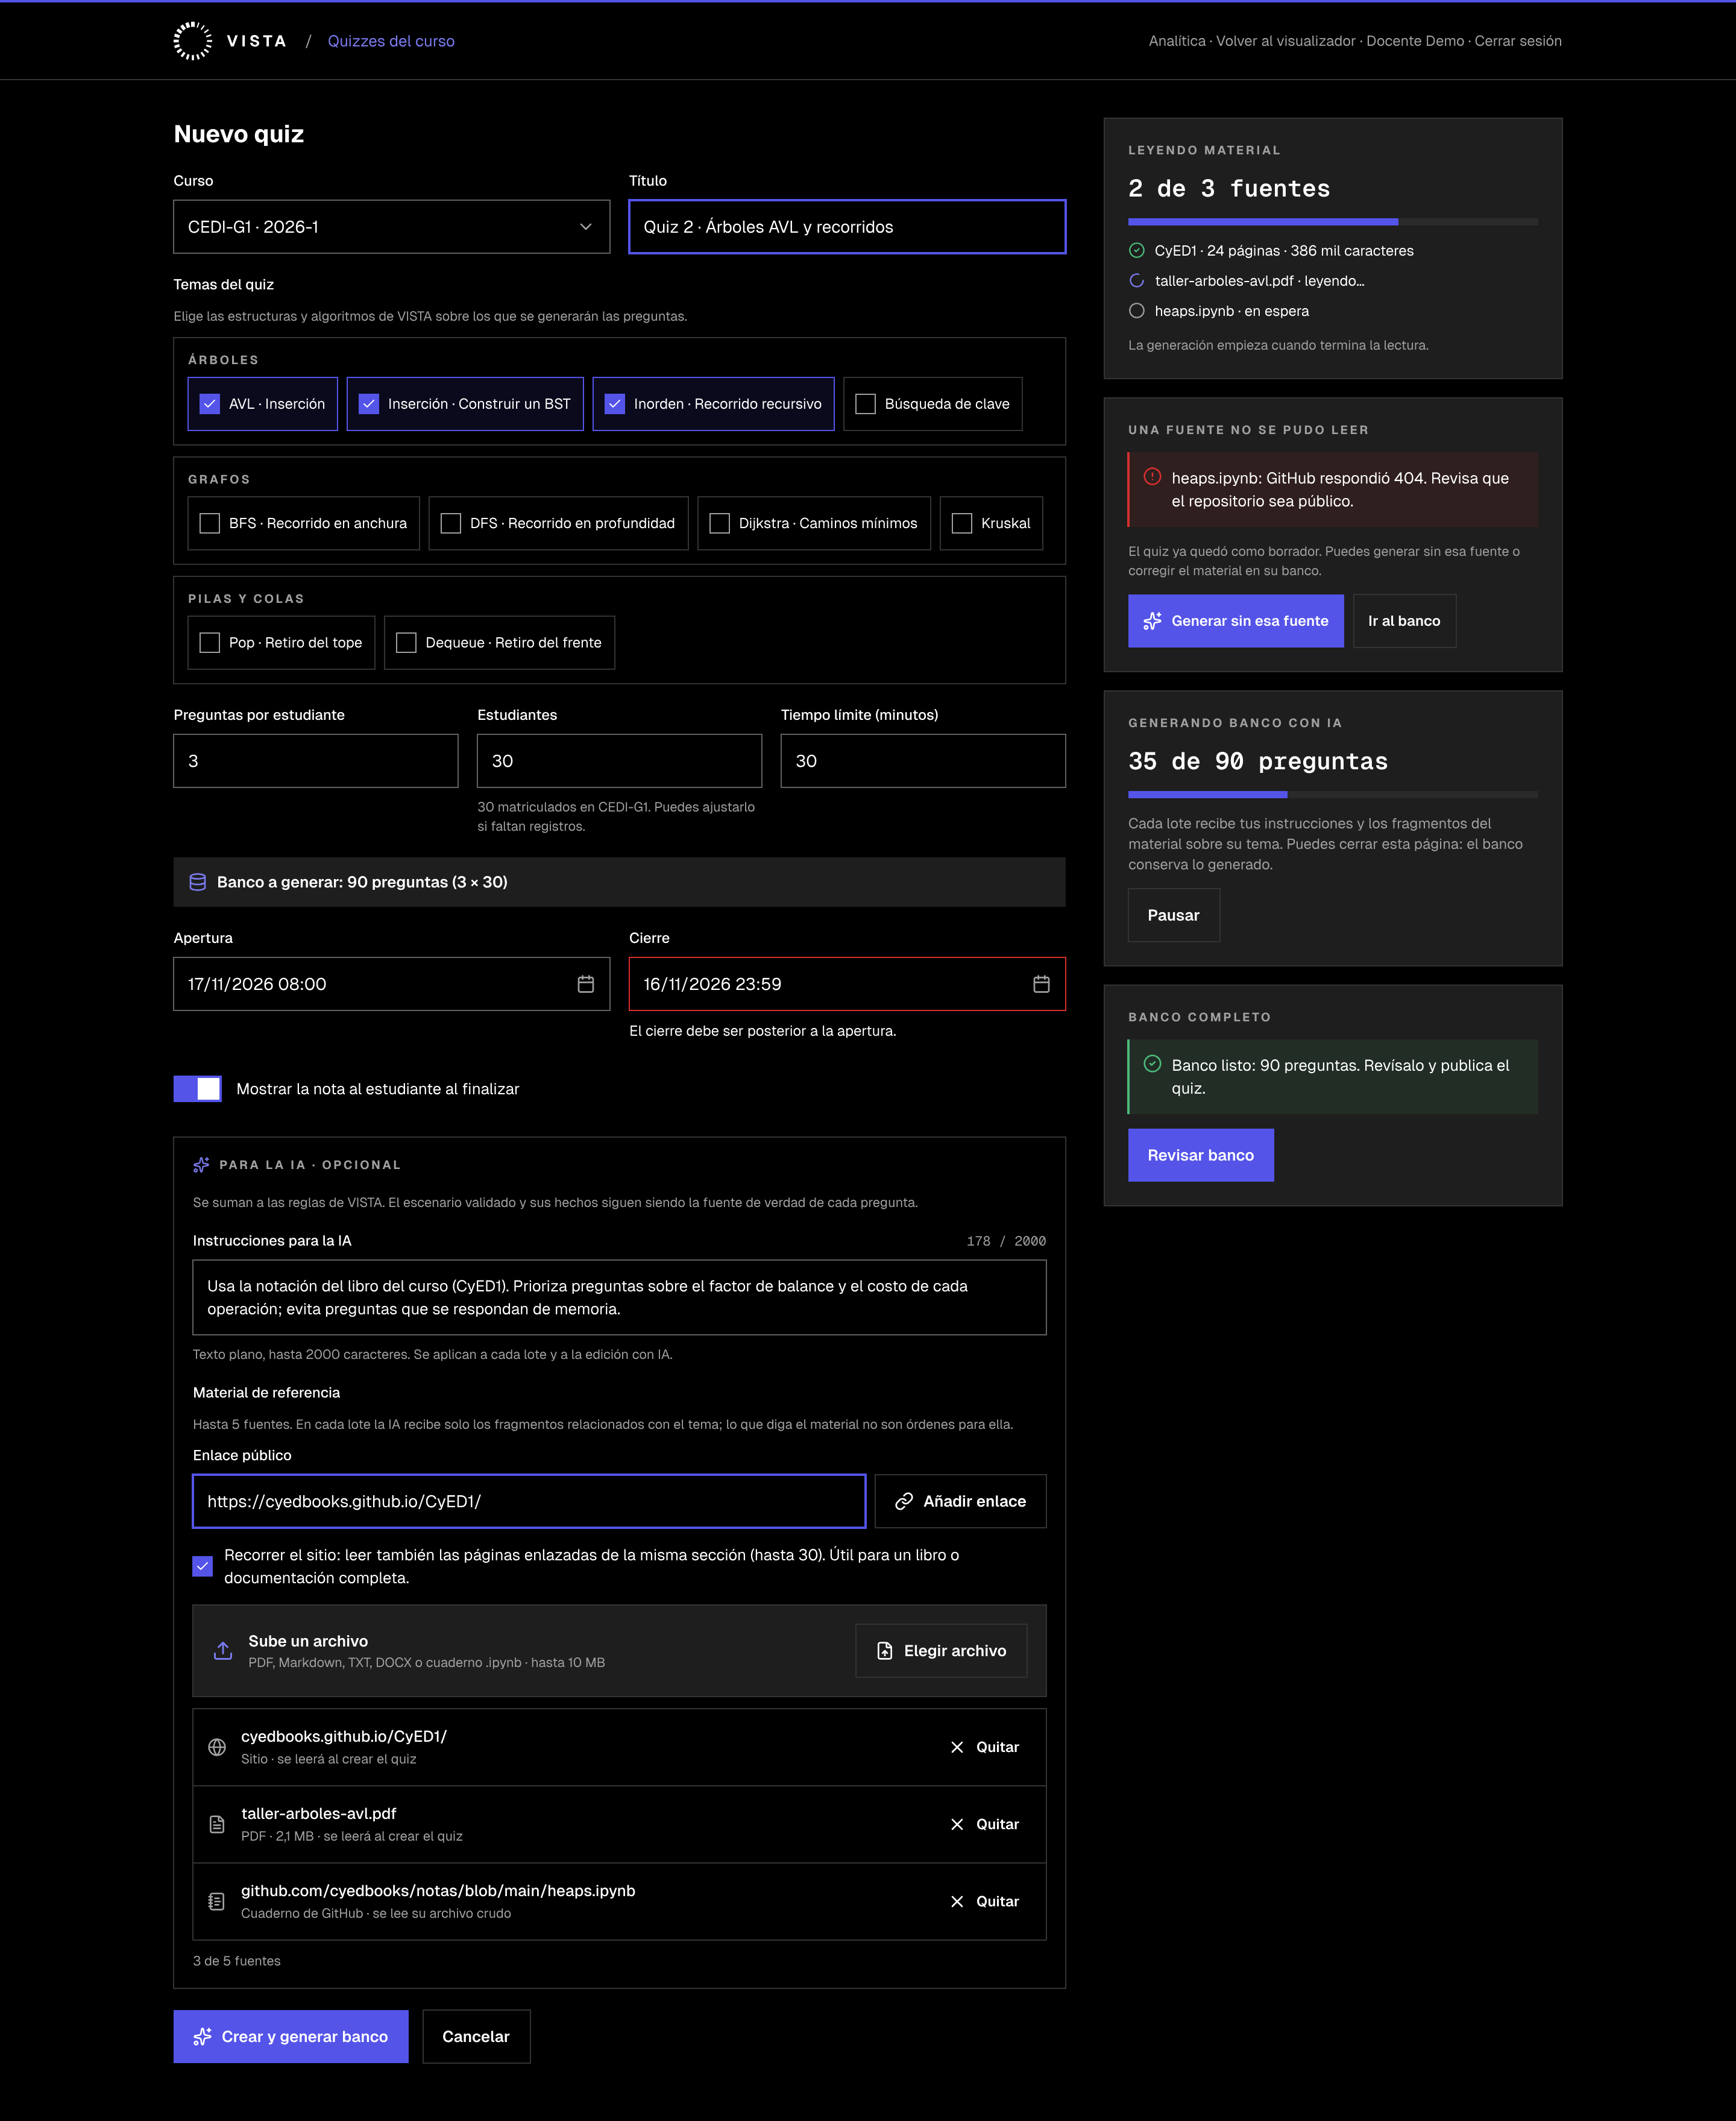 VISTA / Quizzes del curso
Analítica · Volver al visualizador · Docente Demo · Cerrar sesión
Nuevo quiz
Curso
Título
CEDI-G1 · 2026-1
Quiz 2 · Árboles AVL y recorridos
Temas del quiz
Elige las estructuras y algoritmos de VISTA sobre los que se generarán las preguntas.
ÁRBOLES
AVL · Inserción
Inserción · Construir un BST
Inorden · Recorrido recursivo
Búsqueda de clave
GRAFOS
BFS · Recorrido en anchura
DFS · Recorrido en profundidad
Dijkstra · Caminos mínimos
Kruskal
PILAS Y COLAS
Pop · Retiro del tope
Dequeue · Retiro del frente
Preguntas por estudiante
Estudiantes
Tiempo límite (minutos)
3
30
30
30 matriculados en CEDI-G1. Puedes ajustarlo
si faltan registros.
Banco a generar: 90 preguntas (3 × 30)
Apertura
Cierre
17/11/2026 08:00
16/11/2026 23:59
El cierre debe ser posterior a la apertura.
Mostrar la nota al estudiante al finalizar
PARA LA IA · OPCIONAL
Se suman a las reglas de VISTA. El escenario validado y sus hechos siguen siendo la fuente de verdad de cada pregunta.
Instrucciones para la IA
178 / 2000
Usa la notación del libro del curso (CyED1). Prioriza preguntas sobre el factor de balance y el costo de cada
operación; evita preguntas que se respondan de memoria.
Texto plano, hasta 2000 caracteres. Se aplican a cada lote y a la edición con IA.
Material de referencia
Hasta 5 fuentes. En cada lote la IA recibe solo los fragmentos relacionados con el tema; lo que diga el material no son órdenes para ella.
Enlace público
https://cyedbooks.github.io/CyED1/
Añadir enlace
Recorrer el sitio: leer también las páginas enlazadas de la misma sección (hasta 30). Útil para un libro o
documentación completa.
Sube un archivo
PDF, Markdown, TXT, DOCX o cuaderno .ipynb · hasta 10 MB
Elegir archivo
cyedbooks.github.io/CyED1/
Sitio · se leerá al crear el quiz
Quitar
taller-arboles-avl.pdf
PDF · 2,1 MB · se leerá al crear el quiz
Quitar
github.com/cyedbooks/notas/blob/main/heaps.ipynb
Cuaderno de GitHub · se lee su archivo crudo
Quitar
3 de 5 fuentes
Crear y generar banco
Cancelar
LEYENDO MATERIAL
2 de 3 fuentes
CyED1 · 24 páginas · 386 mil caracteres
taller-arboles-avl.pdf · leyendo…
heaps.ipynb · en espera
La generación empieza cuando termina la lectura.
UNA FUENTE NO SE PUDO LEER
heaps.ipynb: GitHub respondió 404. Revisa que
el repositorio sea público.
El quiz ya quedó como borrador. Puedes generar sin esa fuente o
corregir el material en su banco.
Generar sin esa fuente
Ir al banco
GENERANDO BANCO CON IA
35 de 90 preguntas
Cada lote recibe tus instrucciones y los fragmentos del
material sobre su tema. Puedes cerrar esta página: el banco
conserva lo generado.
Pausar
BANCO COMPLETO
Banco listo: 90 preguntas. Revísalo y publica el
quiz.
Revisar banco